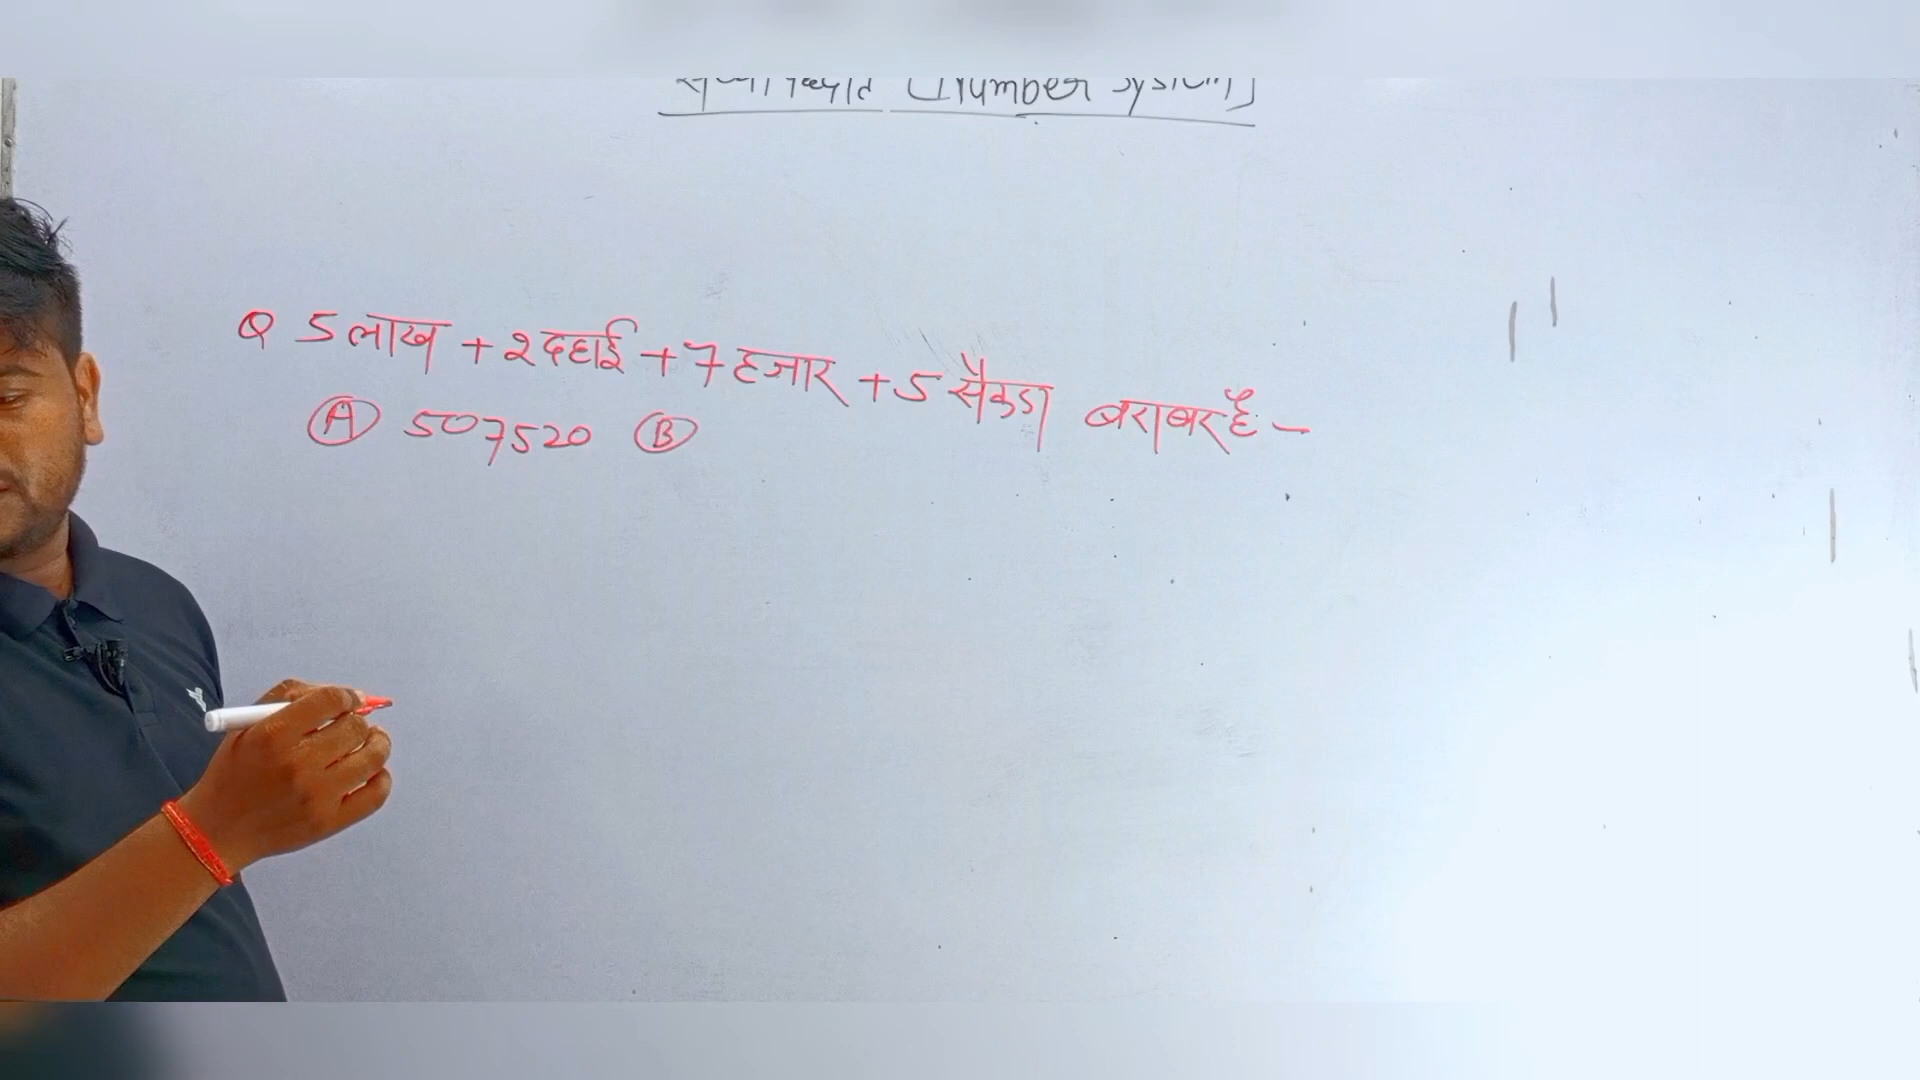 [Number System]
Q 5 लाख + 2 दहाई + 7 हजार + 5 सैकडा बराबर है -
(A) 507520 (B)